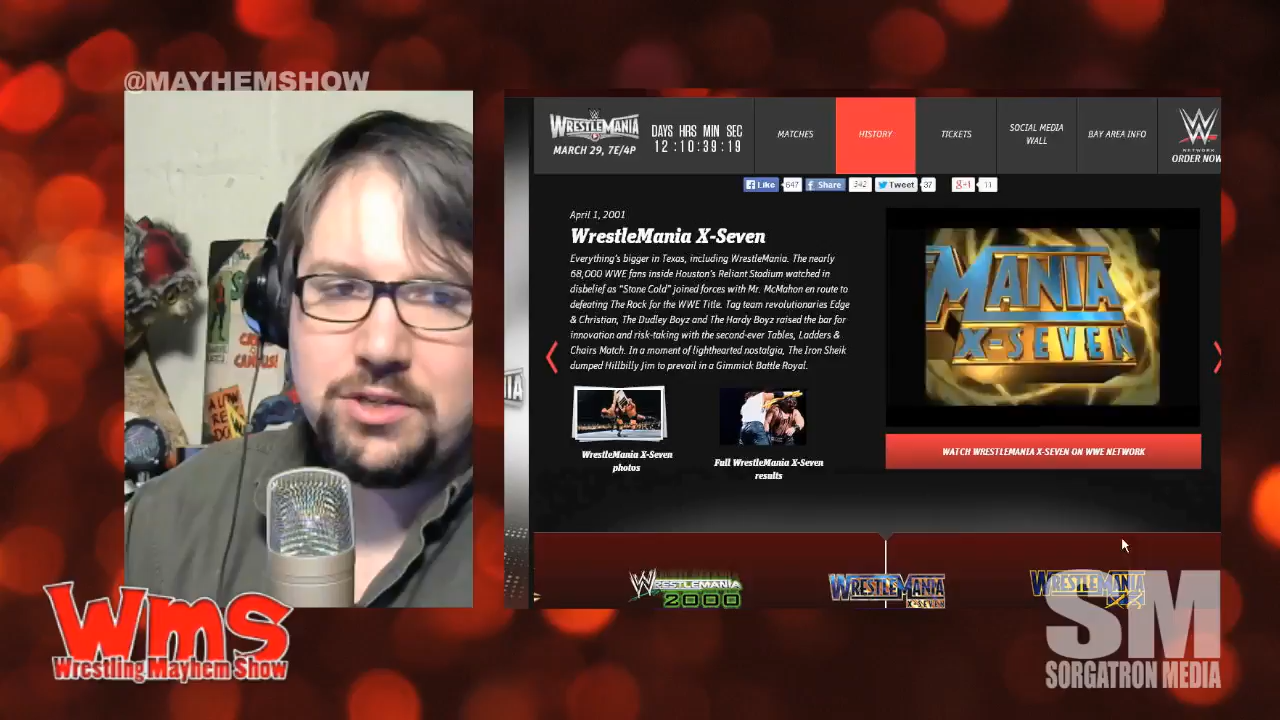 @MAYHEMSHOW
WRESTLEMANIA
MARCH 29, 7E/4P
DAYS HRS MIN SEC
12:10:39:19
MATCHES
HISTORY
TICKETS
SOCIAL MEDIA
WALL
BAY AREA INFO
W
NETWORK
ORDER NOW
Like 647 Share 342 Tweet 37 +1 11
April 1, 2001
WrestleMania X-Seven
Everything's bigger in Texas, including WrestleMania. The nearly
68,000 WWE fans inside Houston's Reliant Stadium watched in
disbelief as "Stone Cold" joined forces with Mr. McMahon en route to
defeating The Rock for the WWE Title. Tag team revolutionaries Edge
& Christian, The Dudley Boyz and The Hardy Boyz raised the bar for
innovation and risk-taking with the second-ever Tables, Ladders &
Chairs Match. In a moment of lighthearted nostalgia, The Iron Sheik
dumped Hillbilly Jim to prevail in a Gimmick Battle Royal.
MANIA
X-SEVEN
WrestleMania X-Seven
photos
Full WrestleMania X-Seven
results
WATCH WRESTLEMANIA X-SEVEN ON WWE NETWORK
WRESTLEMANIA
2000
WRESTLEMANIA
X-SEVEN
WRESTLEMANIA
WMS
Wrestling Mayhem Show
SM
SORGATRON MEDIA